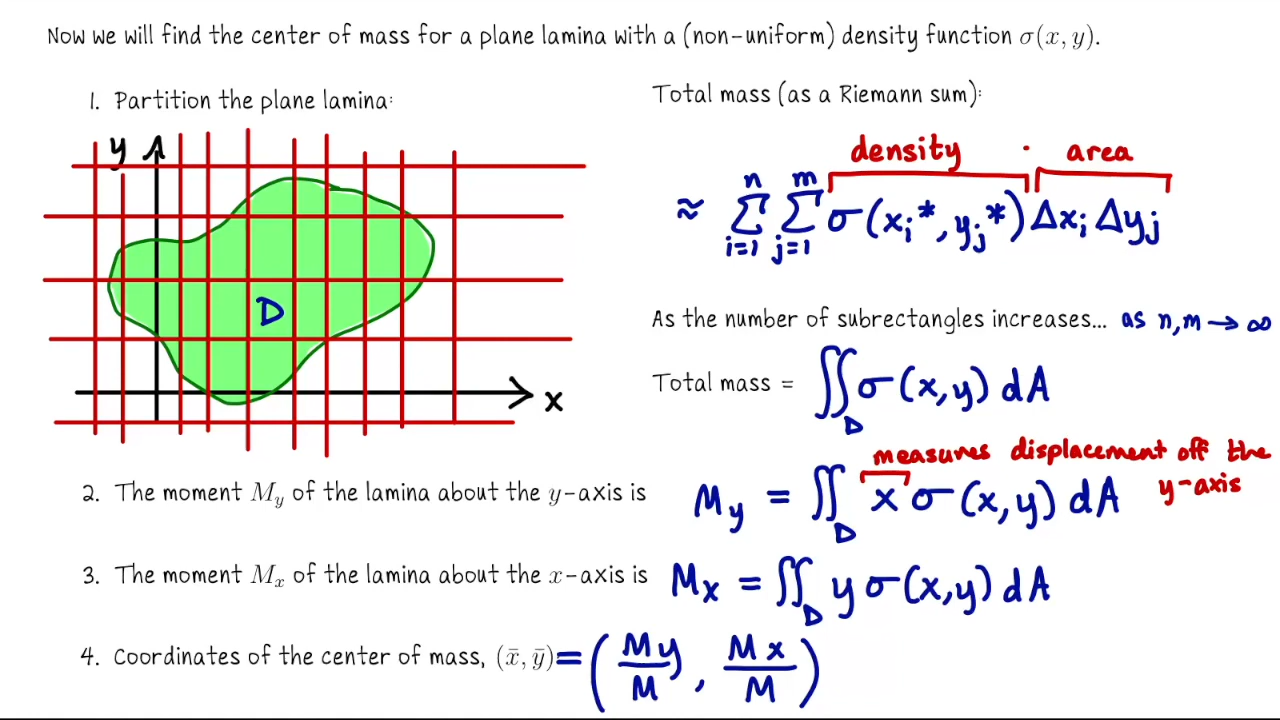 Now we will find the center of mass for a plane lamina with a (non-uniform) density function σ(x, y).
1. Partition the plane lamina:
y
D
x
Total mass (as a Riemann sum):
density · area
≈ ∑_{i=1}^{n} ∑_{j=1}^{m} σ(x_i*, y_j*) Δx_i Δy_j
As the number of subrectangles increases... as n,m → ∞
Total mass = ∬_D σ(x,y) dA
measures displacement off the
y-axis
2. The moment M_y of the lamina about the y-axis is M_y = ∬_D x σ(x,y) dA
3. The moment M_x of the lamina about the x-axis is M_x = ∬_D y σ(x,y) dA
4. Coordinates of the center of mass, (x̄, ȳ) = (My/M, Mx/M)